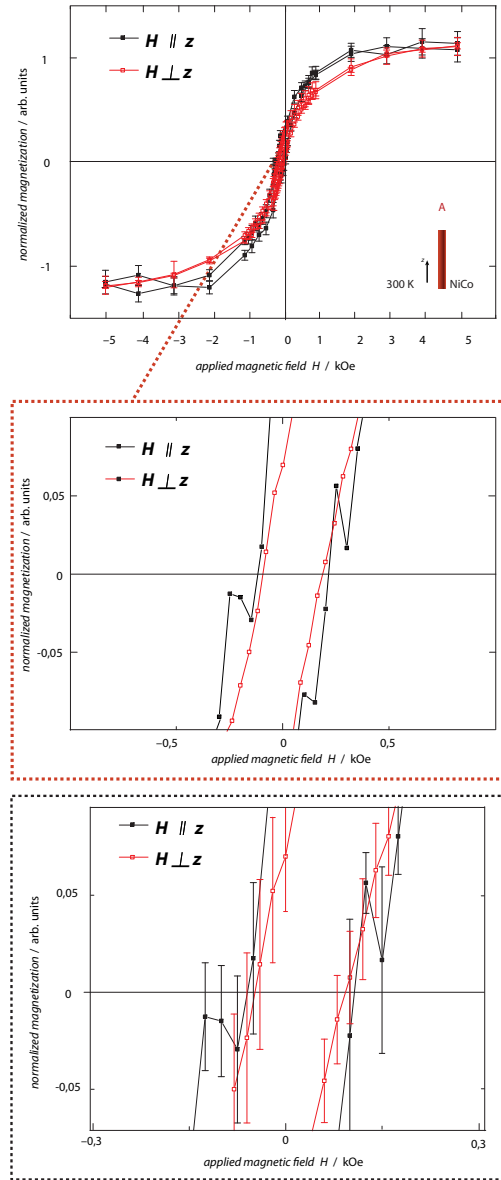 H ∥ z
H ⊥ z
normalized magnetization / arb. units
1
0
-1
A
z
300 K
NiCo
−5 −4 −3 −2 −1 0 1 2 3 4 5
applied magnetic field H / kOe
H ∥ z
H ⊥ z
normalized magnetization / arb. units
0,05
0
-0,05
−0,5 0 0,5
applied magnetic field H / kOe
H ∥ z
H ⊥ z
normalized magnetization / arb. units
0,05
0
-0,05
−0,3 0 0,3
applied magnetic field H / kOe